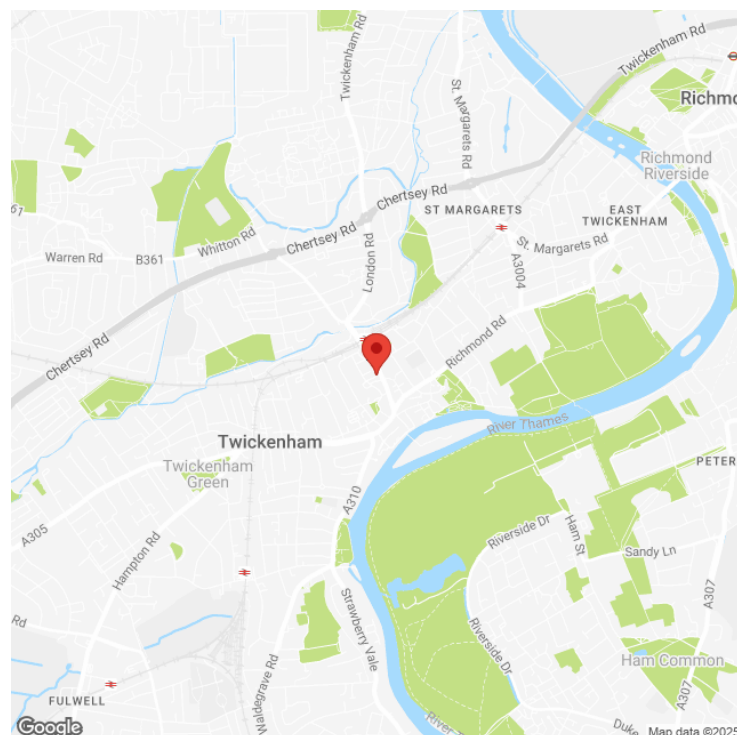 Twickenham Rd
Richmo
Twickenham Rd
St. Margarets Rd
Richmond
Riverside
Chertsey Rd
ST MARGARETS
EAST
TWICKENHAM
61
Whitton Rd
Chertsey Rd
St. Margarets Rd
Warren Rd
B361
London Rd
A3004
Chertsey Rd
Richmond Rd
River Thames
Twickenham
Twickenham
Green
PETER
A310
A305
Hampton Rd
Riverside Dr
Ham St
Sandy Ln
A307
Strawberry Vale
Rd
Riverside Dr
Waldegrave Rd
Ham Common
FULWELL
A307
River T
Duke
Google
Map data ©2025